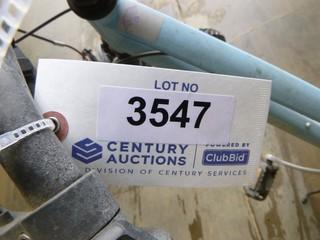 LOT NO
3547
CENTURY
AUCTIONS
POWERED BY
ClubBid
DIVISION OF CENTURY SERVICES